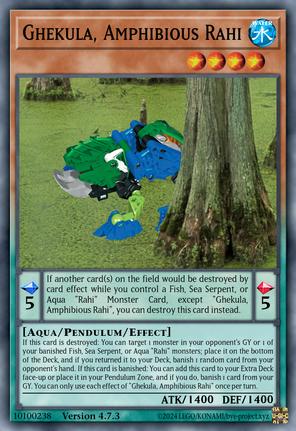 Ghekula, Amphibious Rahi
WATER
水
If another card(s) on the field would be destroyed by
card effect while you control a Fish, Sea Serpent, or
Aqua "Rahi" Monster Card, except "Ghekula,
Amphibious Rahi", you can destroy this card instead.
5
5
[Aqua/Pendulum/Effect]
If this card is destroyed: You can target 1 monster in your opponent's GY or 1 of
your banished Fish, Sea Serpent, or Aqua "Rahi" monsters; place it on the bottom
of the Deck, and if you returned it to your Deck, banish 1 random card from your
opponent's hand. If this card is banished: You can add this card to your Extra Deck
face-up or place it in your Pendulum Zone, and if you do, banish 1 card from your
GY. You can only use each effect of "Ghekula, Amphibious Rahi" once per turn.
ATK/1400 DEF/1400
10100238 Version 4.7.3 ©2024 LEGO/KONAMI/bye-project.xyz